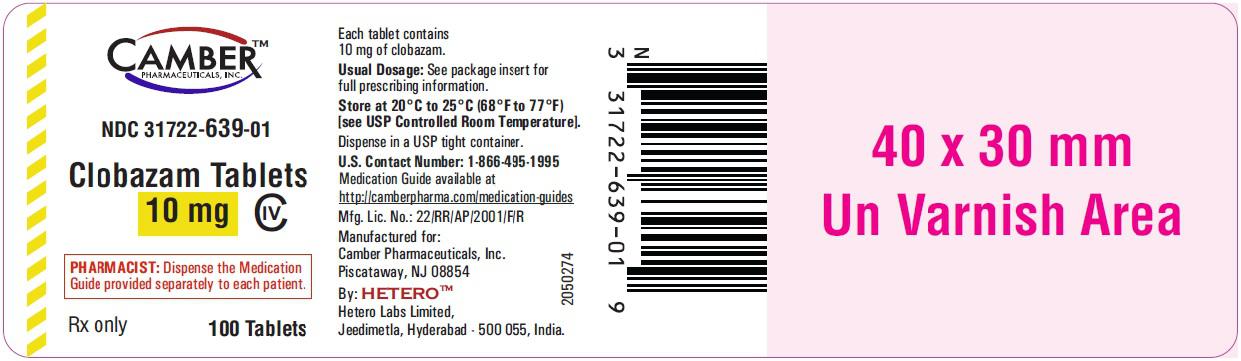 CAMBER™
PHARMACEUTICALS, INC.
NDC 31722-639-01
Clobazam Tablets
10 mg CIV
PHARMACIST: Dispense the Medication
Guide provided separately to each patient.
Rx only 100 Tablets
Each tablet contains
10 mg of clobazam.
Usual Dosage: See package insert for
full prescribing information.
Store at 20°C to 25°C (68°F to 77°F)
[see USP Controlled Room Temperature].
Dispense in a USP tight container.
U.S. Contact Number: 1-866-495-1995
Medication Guide available at
http://camberpharma.com/medication-guides
Mfg. Lic. No.: 22/RR/AP/2001/F/R
Manufactured for:
Camber Pharmaceuticals, Inc.
Piscataway, NJ 08854
By: HETERO™
Hetero Labs Limited,
Jeedimetla, Hyderabad - 500 055, India.
2050274
N
3 31722-639-01 9
40 x 30 mm
Un Varnish Area